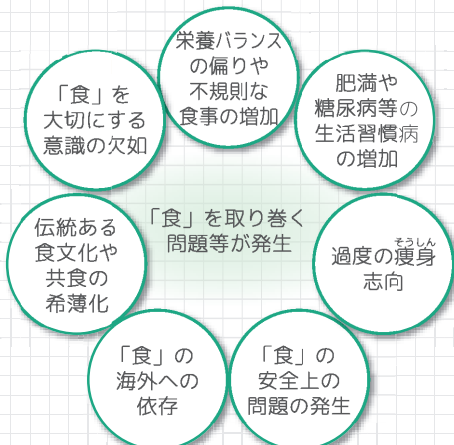 栄養バランス
の偏りや
不規則な
食事の増加
肥満や
糖尿病等の
生活習慣病
の増加
過度の痩身
そうしん
志向
「食」の
安全上の
問題の発生
「食」の
海外への
依存
伝統ある
食文化や
共食の
希薄化
「食」を
大切にする
意識の欠如
「食」を取り巻く
問題等が発生